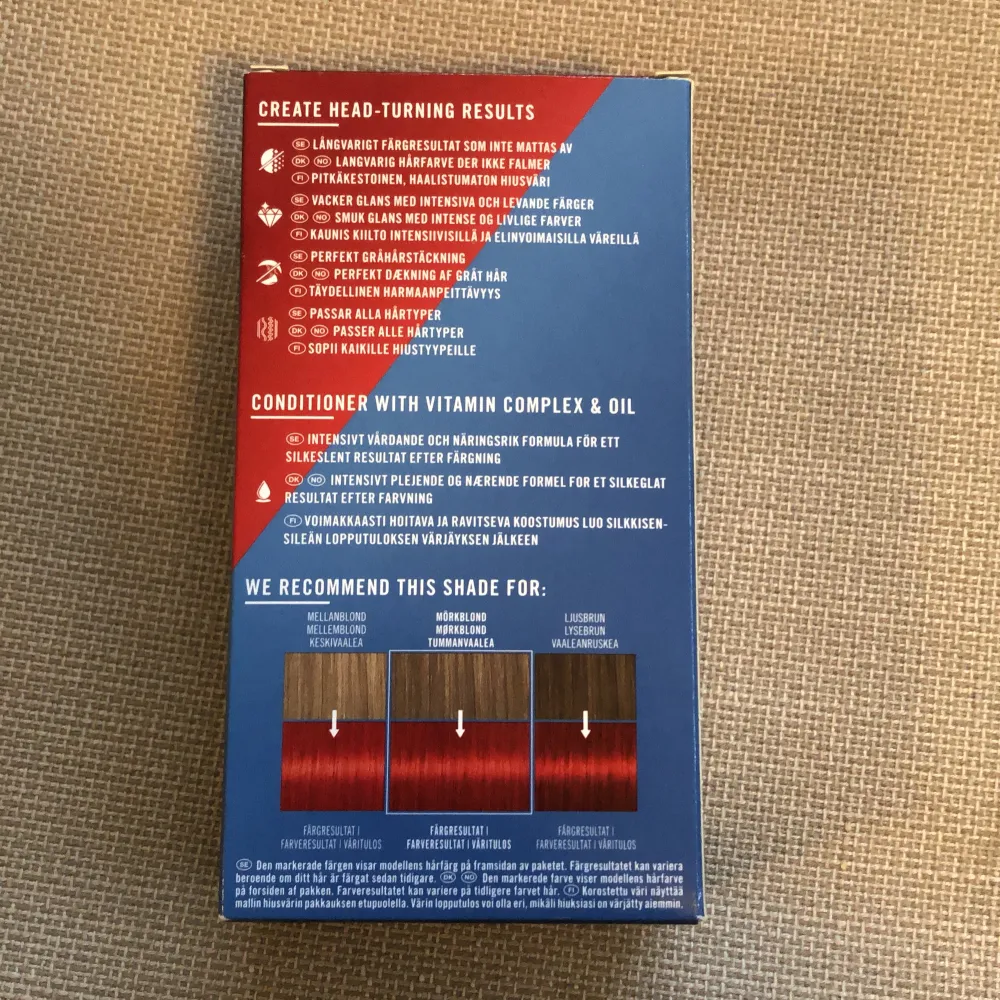 CREATE HEAD-TURNING RESULTS
SE LÅNGVARIGT FÄRGRESULTAT SOM INTE MATTAS AV
DK NO LANGVARIG HÅRFARVE DER IKKE FALMER
FI PITKÄKESTOINEN, HAALISTUMATON HIUSVÄRI
SE VACKER GLANS MED INTENSIVA OCH LEVANDE FÄRGER
DK NO SMUK GLANS MED INTENSE OG LIVLIGE FARVER
FI KAUNIS KIILTO INTENSIIVISILLÄ JA ELINVOIMAISILLA VÄREILLÄ
SE PERFEKT GRÅHÅRSTÄCKNING
DK NO PERFEKT DÆKNING AF GRÅT HÅR
FI TÄYDELLINEN HARMAANPEITTÄVYYS
SE PASSAR ALLA HÅRTYPER
DK NO PASSER ALLE HÅRTYPER
FI SOPII KAIKILLE HIUSTYYPEILLE
CONDITIONER WITH VITAMIN COMPLEX & OIL
SE INTENSIVT VÅRDANDE OCH NÄRINGSRIK FORMULA FÖR ETT
SILKESLENT RESULTAT EFTER FÄRGNING
DK NO INTENSIVT PLEJENDE OG NÆRENDE FORMEL FOR ET SILKEGLAT
RESULTAT EFTER FARVNING
FI VOIMAKKAASTI HOITAVA JA RAVITSEVA KOOSTUMUS LUO SILKKISEN-
SILEÄN LOPPUTULOKSEN VÄRJÄYKSEN JÄLKEEN
WE RECOMMEND THIS SHADE FOR:
MELLANBLOND
MELLEMBLOND
KESKIVAALEA
MÖRKBLOND
MØRKBLOND
TUMMANVAALEA
LJUSBRUN
LYSEBRUN
VAALEANRUSKEA
FÄRGRESULTAT I
FARVERESULTAT I VÄRITULOS
FÄRGRESULTAT I
FARVERESULTAT I VÄRITULOS
FÄRGRESULTAT I
FARVERESULTAT I VÄRITULOS
SE Den markerade färgen visar modellens hårfärg på framsidan av paketet. Färgresultatet kan variera
beroende om ditt hår är färgat sedan tidigare. DK NO Den markerede farve viser modellens hårfarve
på forsiden af pakken. Farveresultatet kan variere på tidligere farvet hår. FI Korostettu väri näyttää
mallin hiusvärin pakkauksen etupuolella. Värin lopputulos voi olla eri, mikäli hiuksiasi on värjätty aiemmin.